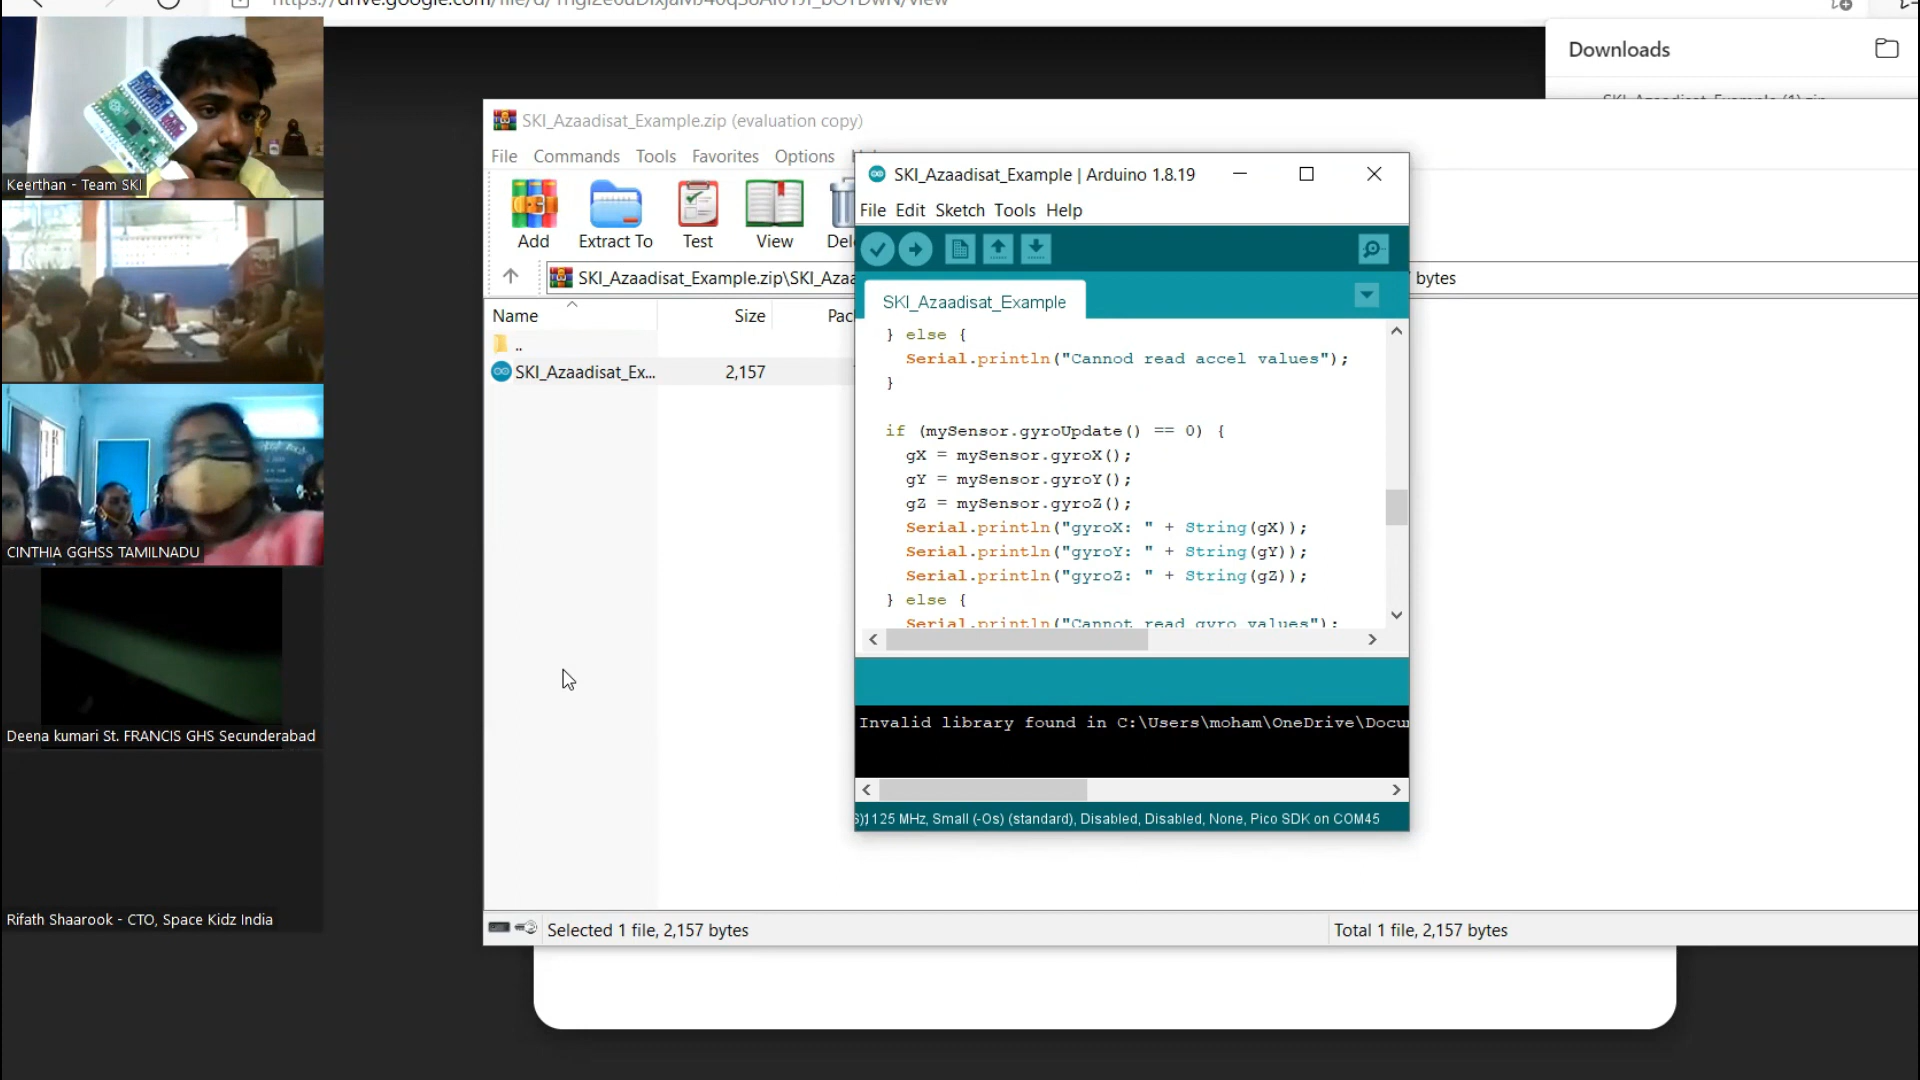 Downloads
Keerthan - Team SKI
CINTHIA GGHSS TAMILNADU
Deena kumari St. FRANCIS GHS Secunderabad
Rifath Shaarook - CTO, Space Kidz India
SKI_Azaadisat_Example.zip (evaluation copy)
File Commands Tools Favorites Options
Add Extract To Test View
SKI_Azaadisat_Example.zip\SKI_Azaa
bytes
Name Size
..
SKI_Azaadisat_Ex... 2,157
SKI_Azaadisat_Example | Arduino 1.8.19
File Edit Sketch Tools Help
SKI_Azaadisat_Example
} else {
Serial.println("Cannod read accel values");
}
if (mySensor.gyroUpdate() == 0) {
gX = mySensor.gyroX();
gY = mySensor.gyroY();
gZ = mySensor.gyroZ();
Serial.println("gyroX: " + String(gX));
Serial.println("gyroY: " + String(gY));
Serial.println("gyroZ: " + String(gZ));
} else {
Serial.println("Cannot read gyro values");
Invalid library found in C:\Users\moham\OneDrive\Docu
125 MHz, Small (-Os) (standard), Disabled, Disabled, None, Pico SDK on COM45
Selected 1 file, 2,157 bytes
Total 1 file, 2,157 bytes